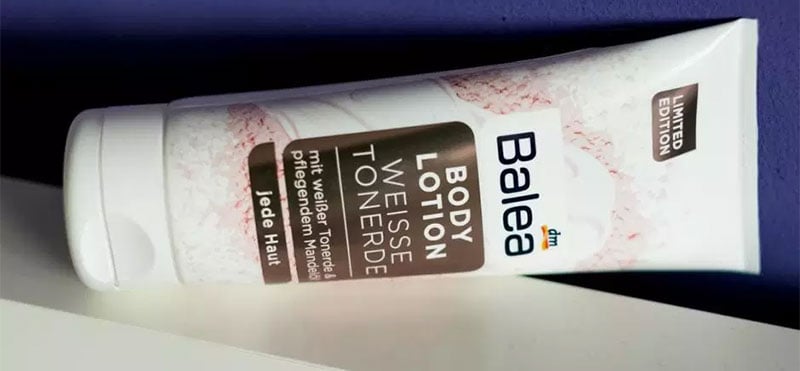 LIMITED
EDITION
Balea
dm
BODY
LOTION
WEISSE
TONERDE
mit weißer Tonerde &
pflegendem Mandelöl
jede Haut